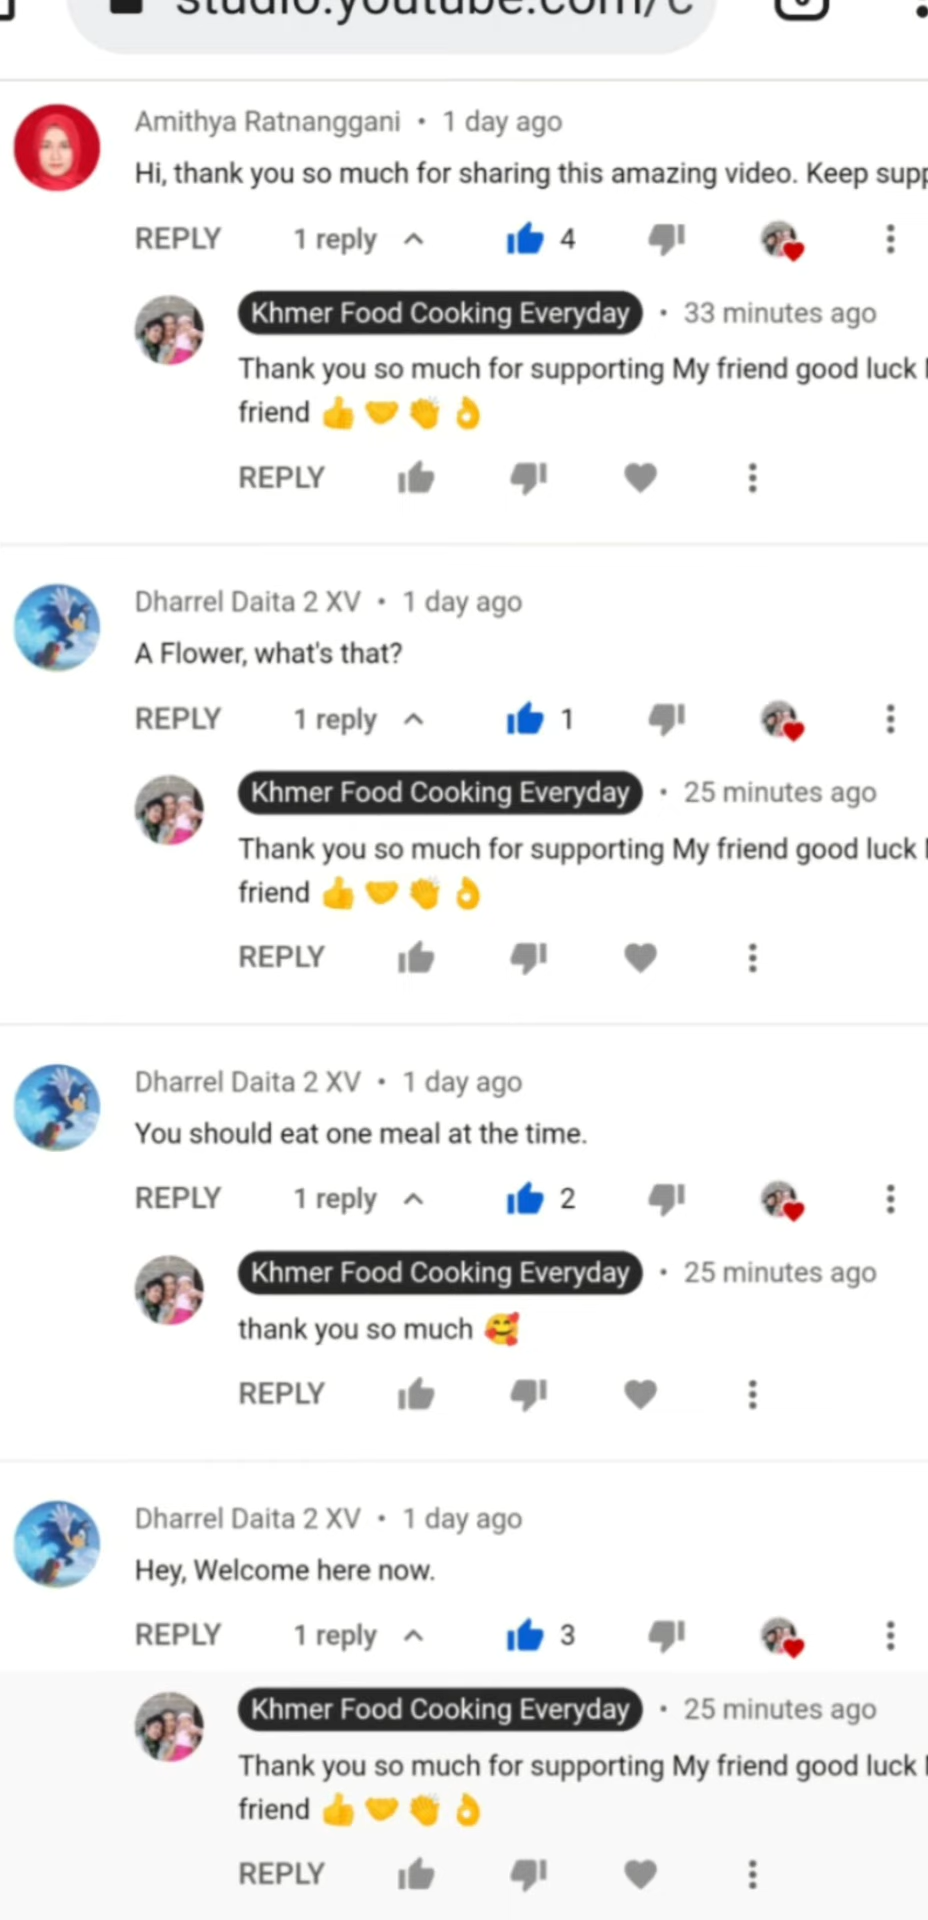 studio.youtube.com/c
Amithya Ratnanggani • 1 day ago
Hi, thank you so much for sharing this amazing video. Keep
REPLY 1 reply 4
Khmer Food Cooking Everyday • 33 minutes ago
Thank you so much for supporting My friend good luck
friend 👍🤝👏👌
REPLY
Dharrel Daita 2 XV • 1 day ago
A Flower, what's that?
REPLY 1 reply 1
Khmer Food Cooking Everyday • 25 minutes ago
Thank you so much for supporting My friend good luck
friend 👍🤝👏👌
REPLY
Dharrel Daita 2 XV • 1 day ago
You should eat one meal at the time.
REPLY 1 reply 2
Khmer Food Cooking Everyday • 25 minutes ago
thank you so much 🥰
REPLY
Dharrel Daita 2 XV • 1 day ago
Hey, Welcome here now.
REPLY 1 reply 3
Khmer Food Cooking Everyday • 25 minutes ago
Thank you so much for supporting My friend good luck
friend 👍🤝👏👌
REPLY